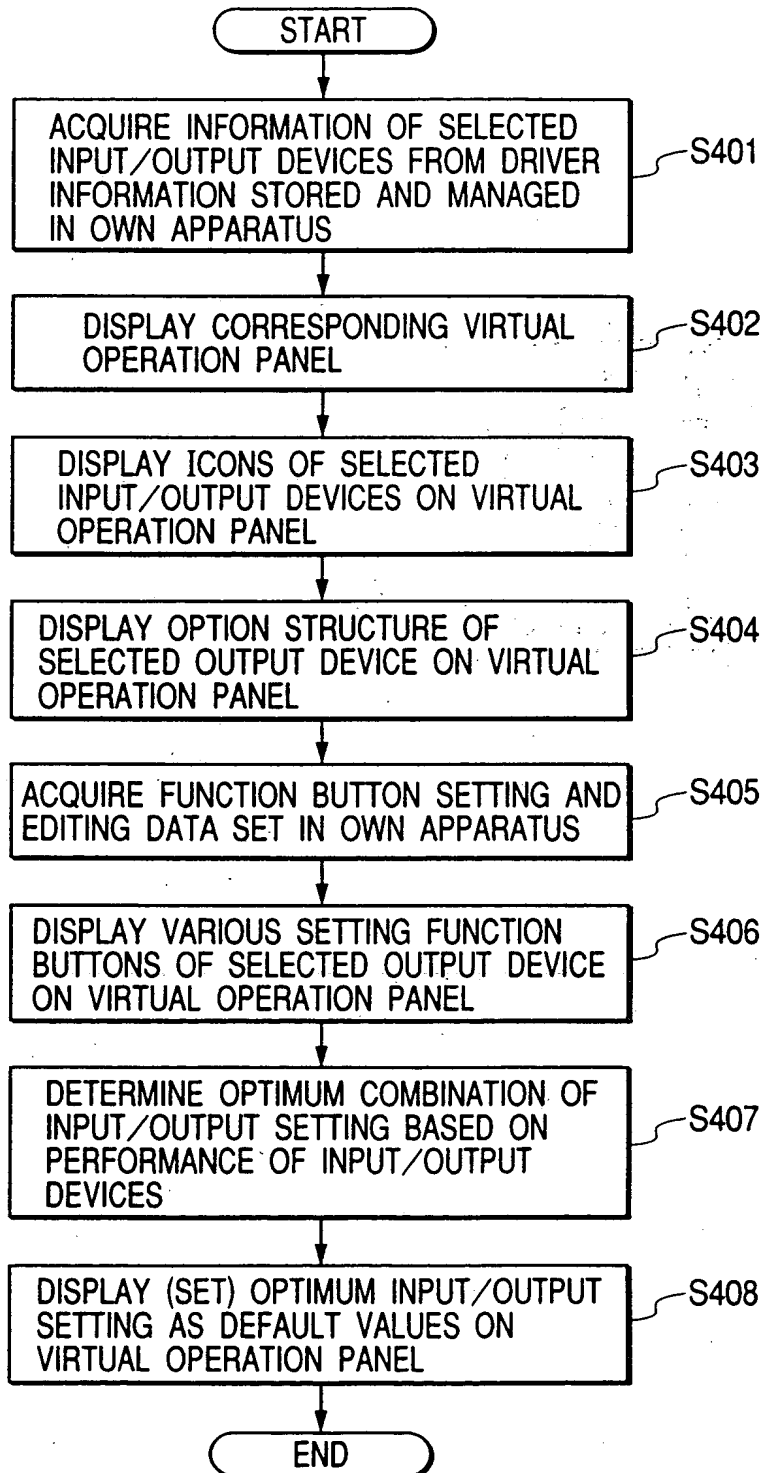 START
ACQUIRE INFORMATION OF SELECTED
INPUT/OUTPUT DEVICES FROM DRIVER
INFORMATION STORED AND MANAGED
IN OWN APPARATUS
S401
DISPLAY CORRESPONDING VIRTUAL
OPERATION PANEL
S402
DISPLAY ICONS OF SELECTED
INPUT/OUTPUT DEVICES ON VIRTUAL
OPERATION PANEL
S403
DISPLAY OPTION STRUCTURE OF
SELECTED OUTPUT DEVICE ON VIRTUAL
OPERATION PANEL
S404
ACQUIRE FUNCTION BUTTON SETTING AND
EDITING DATA SET IN OWN APPARATUS
S405
DISPLAY VARIOUS SETTING FUNCTION
BUTTONS OF SELECTED OUTPUT DEVICE
ON VIRTUAL OPERATION PANEL
S406
DETERMINE OPTIMUM COMBINATION OF
INPUT/OUTPUT SETTING BASED ON
PERFORMANCE OF INPUT/OUTPUT
DEVICES
S407
DISPLAY (SET) OPTIMUM INPUT/OUTPUT
SETTING AS DEFAULT VALUES ON
VIRTUAL OPERATION PANEL
S408
END